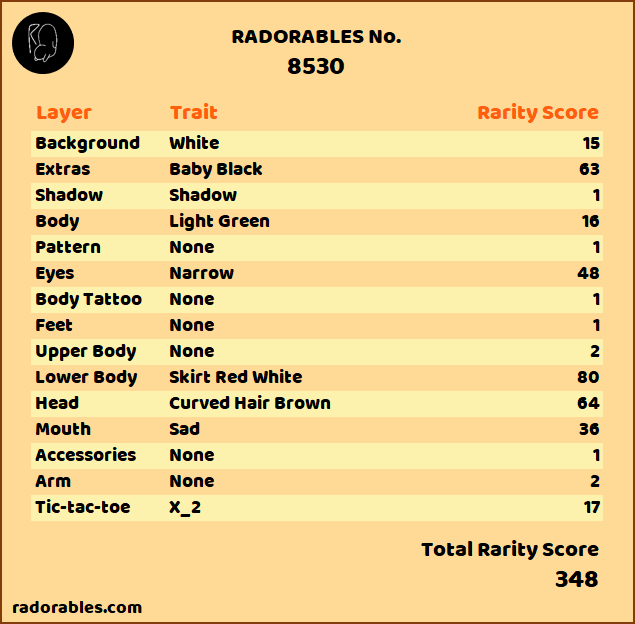 RADORABLES No.
8530
Layer Trait Rarity Score
Background White 15
Extras Baby Black 63
Shadow Shadow 1
Body Light Green 16
Pattern None 1
Eyes Narrow 48
Body Tattoo None 1
Feet None 1
Upper Body None 2
Lower Body Skirt Red White 80
Head Curved Hair Brown 64
Mouth Sad 36
Accessories None 1
Arm None 2
Tic-tac-toe X_2 17
Total Rarity Score
348
radorables.com